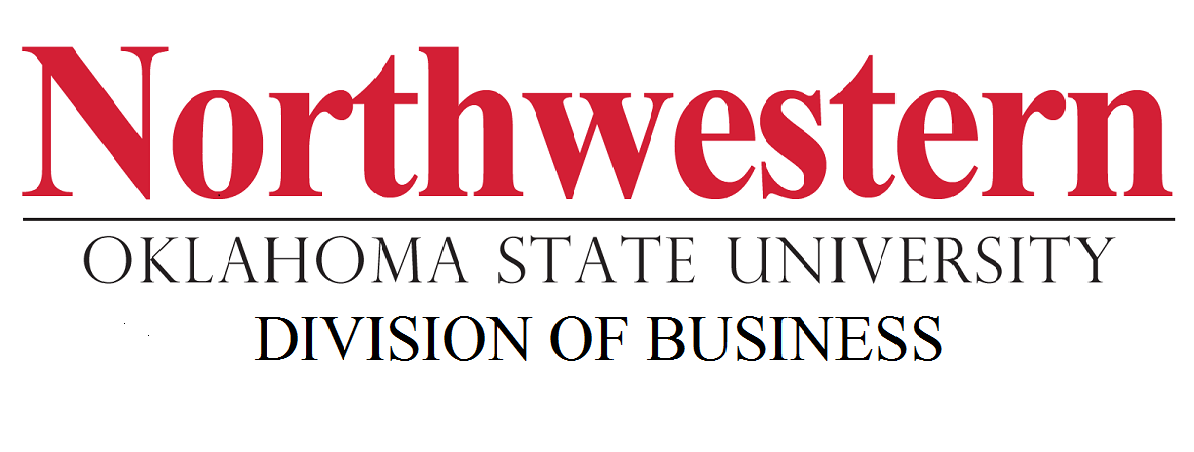 Northwestern
OKLAHOMA STATE UNIVERSITY
DIVISION OF BUSINESS